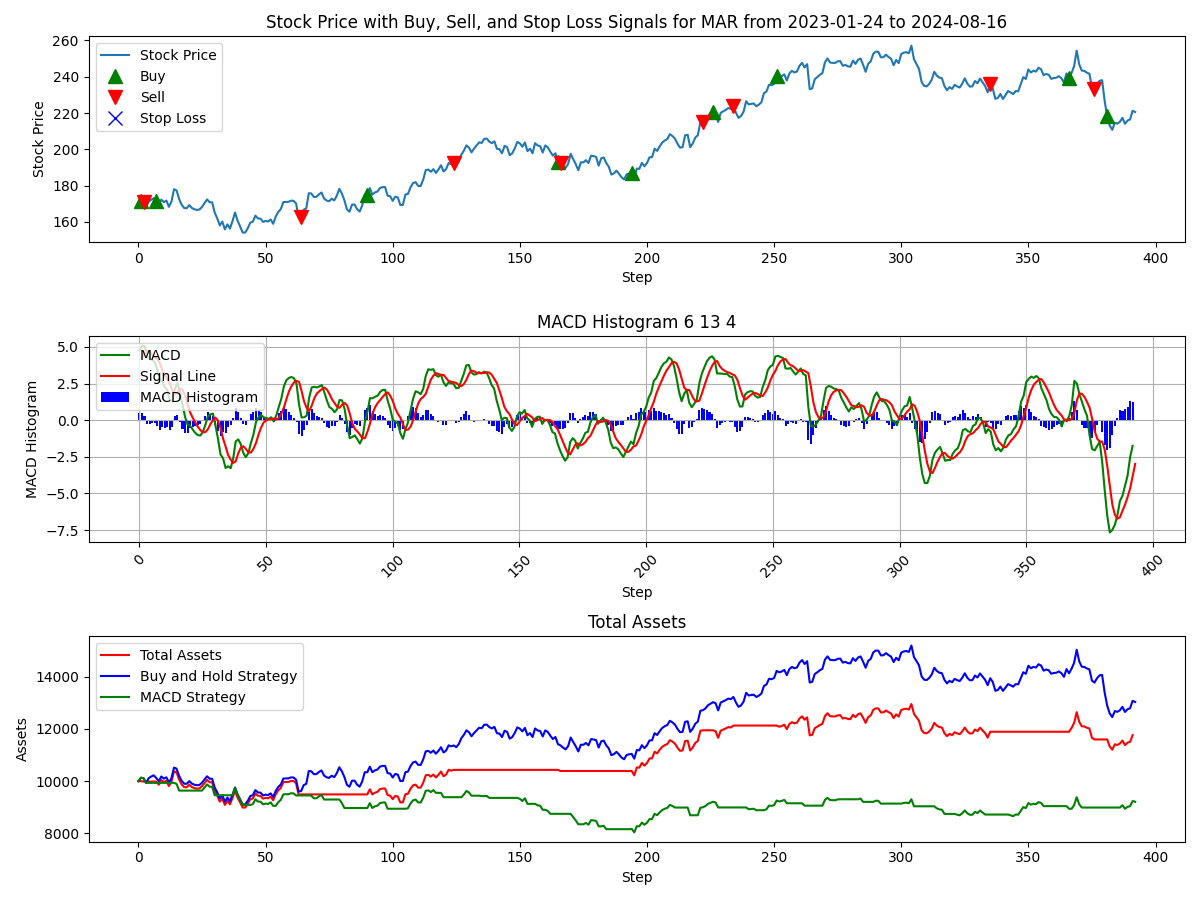 Stock Price with Buy, Sell, and Stop Loss Signals for MAR from 2023-01-24 to 2024-08-16
260
240
220
200
180
160
Stock Price
Stock Price
Buy
Sell
Stop Loss
0 50 100 150 200 250 300 350 400
Step
MACD Histogram 6 13 4
5.0
2.5
0.0
−2.5
−5.0
−7.5
MACD Histogram
MACD
Signal Line
MACD Histogram
0 50 100 150 200 250 300 350 400
Step
Total Assets
14000
12000
10000
8000
Assets
Total Assets
Buy and Hold Strategy
MACD Strategy
0 50 100 150 200 250 300 350 400
Step